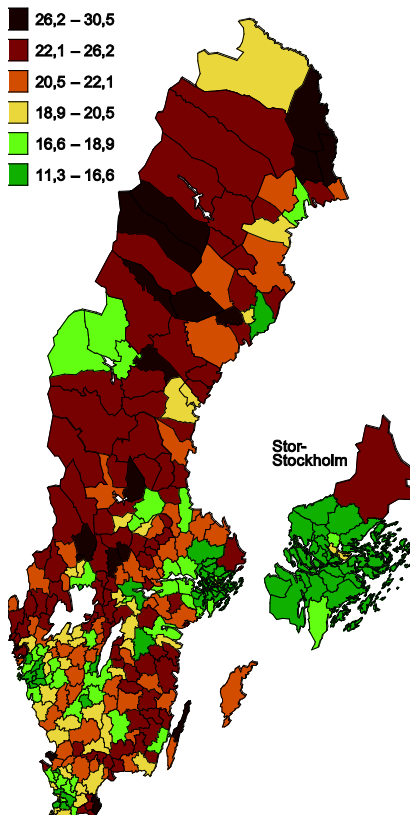 26,2 – 30,5
22,1 – 26,2
20,5 – 22,1
18,9 – 20,5
16,6 – 18,9
11,3 – 16,6
Stor-
Stockholm